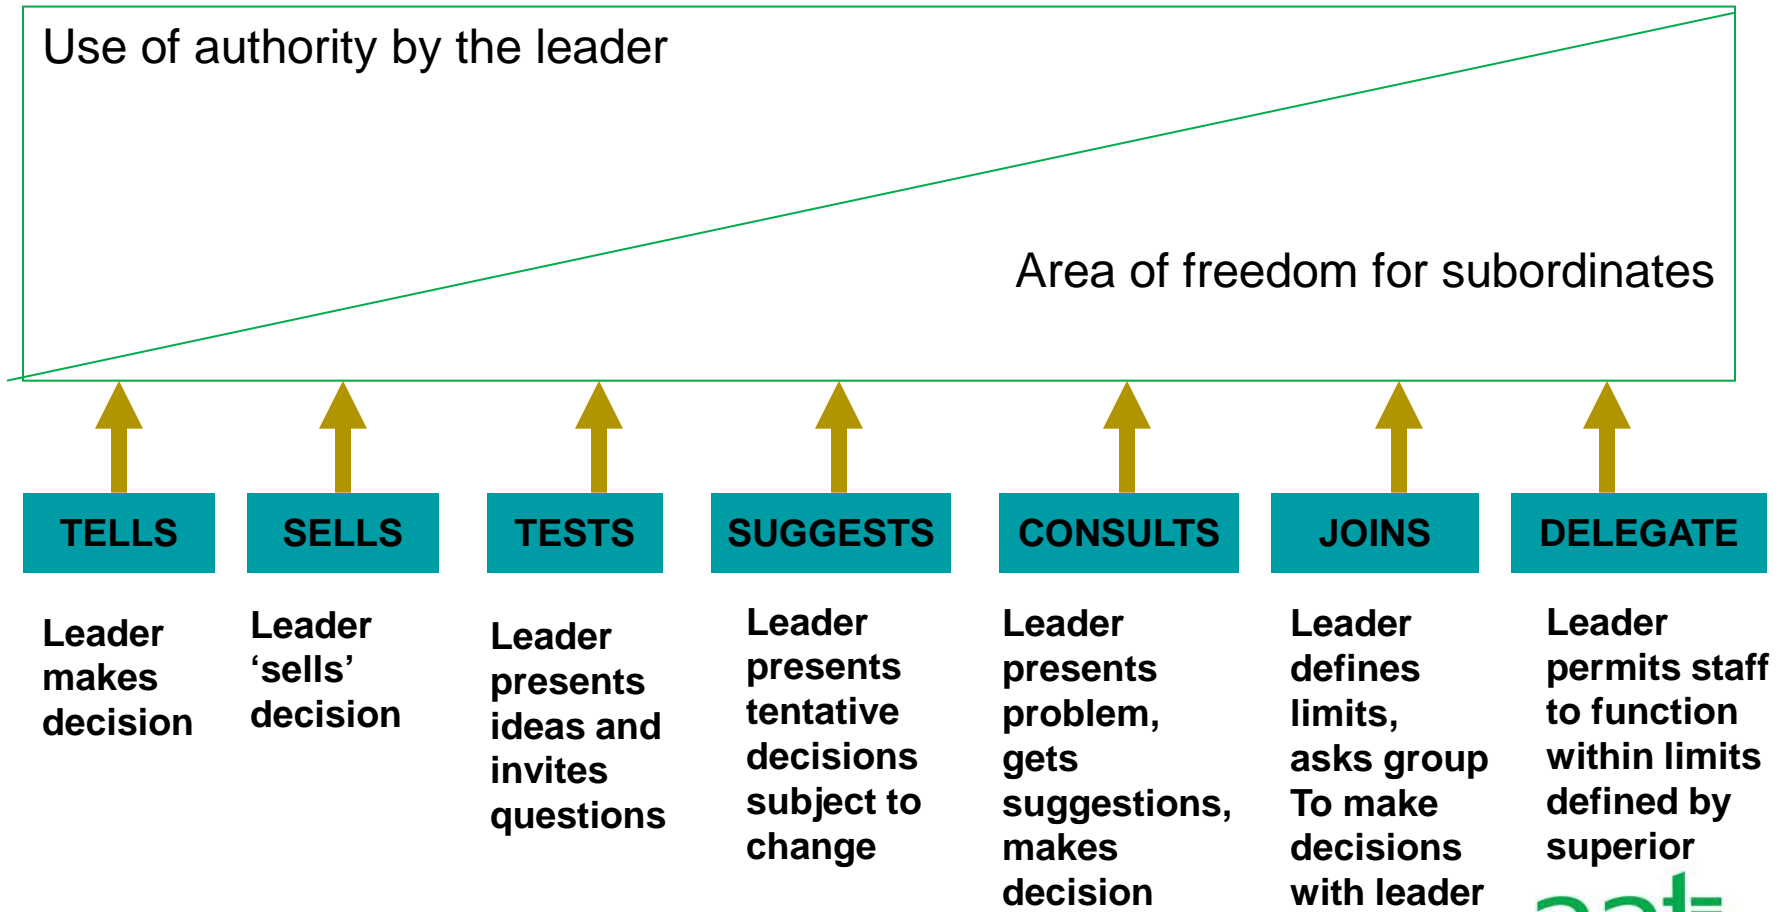 Use of authority by the leader
Area of freedom for subordinates
TELLS
SELLS
TESTS
SUGGESTS
CONSULTS
JOINS
DELEGATE
Leader
makes
decision
Leader
‘sells’
decision
Leader
presents
ideas and
invites
questions
Leader
presents
tentative
decisions
subject to
change
Leader
presents
problem,
gets
suggestions,
makes
decision
Leader
defines
limits,
asks group
To make
decisions
with leader
Leader
permits staff
to function
within limits
defined by
superior